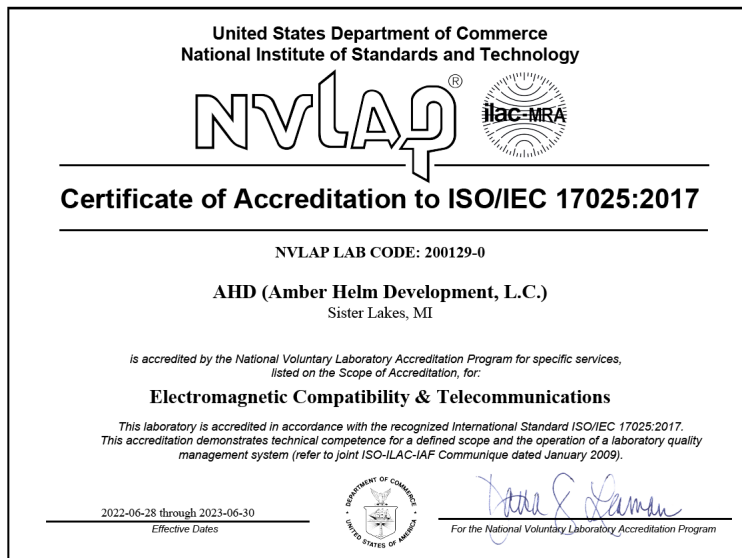 United States Department of Commerce
National Institute of Standards and Technology
NVLAP®
ilac-MRA
Certificate of Accreditation to ISO/IEC 17025:2017
NVLAP LAB CODE: 200129-0
AHD (Amber Helm Development, L.C.)
Sister Lakes, MI
is accredited by the National Voluntary Laboratory Accreditation Program for specific services,
listed on the Scope of Accreditation, for:
Electromagnetic Compatibility & Telecommunications
This laboratory is accredited in accordance with the recognized International Standard ISO/IEC 17025:2017.
This accreditation demonstrates technical competence for a defined scope and the operation of a laboratory quality
management system (refer to joint ISO-ILAC-IAF Communique dated January 2009).
2022-06-28 through 2023-06-30
Effective Dates
DEPARTMENT OF COMMERCE
UNITED STATES OF AMERICA
For the National Voluntary Laboratory Accreditation Program